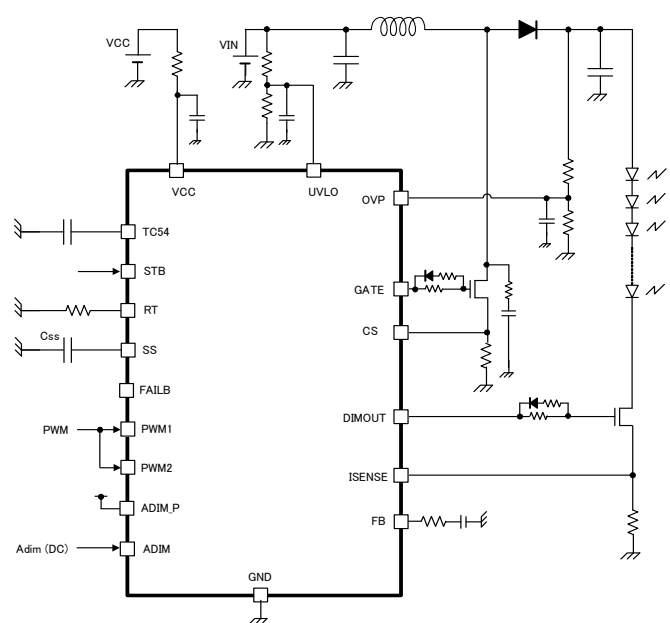 VCC
VIN
VCC
UVLO
OVP
TC54
STB
GATE
RT
CS
Css
SS
FAILB
DIMOUT
PWM
PWM1
PWM2
ISENSE
ADIM_P
FB
Adim (DC)
ADIM
GND